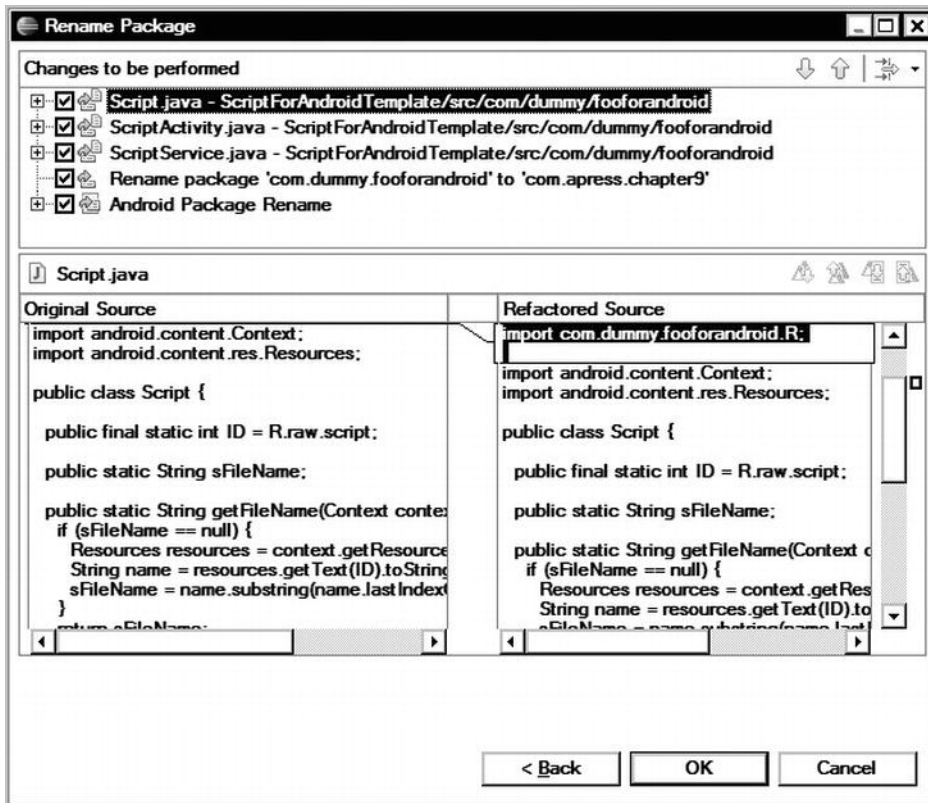 Rename Package
Changes to be performed
Script.java - ScriptForAndroidTemplate/src/com/dummy/fooforandroid
ScriptActivity.java - ScriptForAndroidTemplate/src/com/dummy/fooforandroid
ScriptService.java - ScriptForAndroidTemplate/src/com/dummy/fooforandroid
Rename package 'com.dummy.fooforandroid' to 'com.apress.chapter9'
Android Package Rename
Script.java
Original Source
import android.content.Context;
import android.content.res.Resources;
public class Script {
public final static int ID = R.raw.script;
public static String sFileName;
public static String getFileName(Context contex
if (sFileName == null) {
Resources resources = context.getResource
String name = resources.getText(ID).toString
sFileName = name.substring(name.lastIndex
}
return sFileName;
Refactored Source
import com.dummy.fooforandroid.R;
import android.content.Context;
import android.content.res.Resources;
public class Script {
public final static int ID = R.raw.script;
public static String sFileName;
public static String getFileName(Context c
if (sFileName == null) {
Resources resources = context.getRes
String name = resources.getText(ID).to
sFileName = name.substring(name.lastI
< Back
OK
Cancel